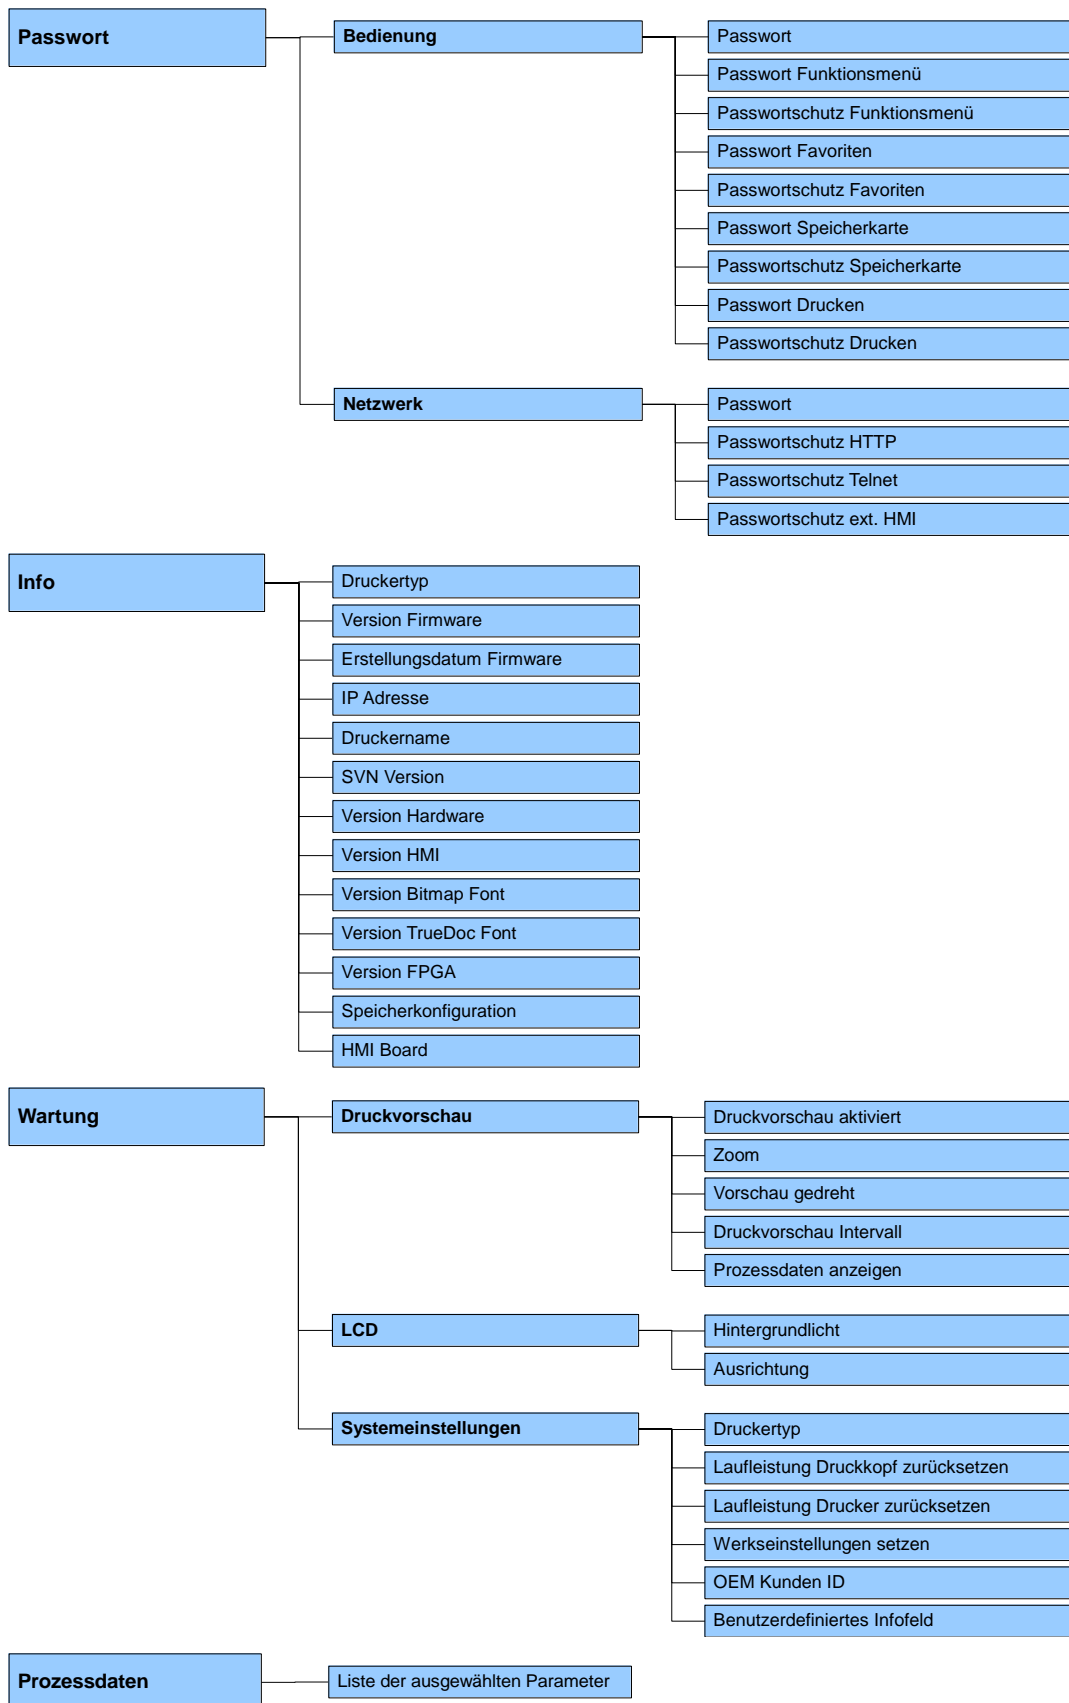 Passwort
Bedienung
Passwort
Passwort Funktionsmenü
Passwortschutz Funktionsmenü
Passwort Favoriten
Passwortschutz Favoriten
Passwort Speicherkarte
Passwortschutz Speicherkarte
Passwort Drucken
Passwortschutz Drucken
Netzwerk
Passwort
Passwortschutz HTTP
Passwortschutz Telnet
Passwortschutz ext. HMI
Info
Druckertyp
Version Firmware
Erstellungsdatum Firmware
IP Adresse
Druckername
SVN Version
Version Hardware
Version HMI
Version Bitmap Font
Version TrueDoc Font
Version FPGA
Speicherkonfiguration
HMI Board
Wartung
Druckvorschau
Druckvorschau aktiviert
Zoom
Vorschau gedreht
Druckvorschau Intervall
Prozessdaten anzeigen
LCD
Hintergrundlicht
Ausrichtung
Systemeinstellungen
Druckertyp
Laufleistung Druckkopf zurücksetzen
Laufleistung Drucker zurücksetzen
Werkseinstellungen setzen
OEM Kunden ID
Benutzerdefiniertes Infofeld
Prozessdaten
Liste der ausgewählten Parameter